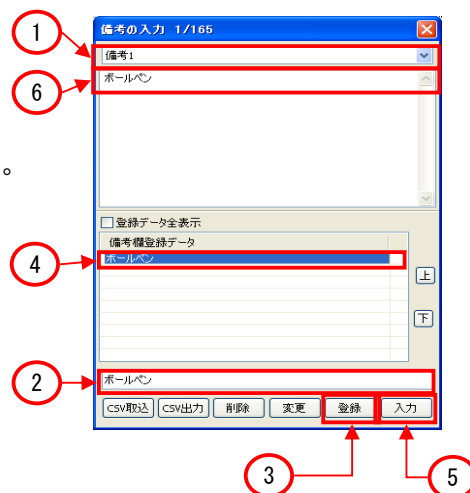 備考の入力 1/165
1
備考1
6
ボールペン
。
登録データ全表示
備考欄登録データ
4
ボールペン
上
下
2
ボールペン
CSV取込 CSV出力 削除 変更 登録 入力
3
5